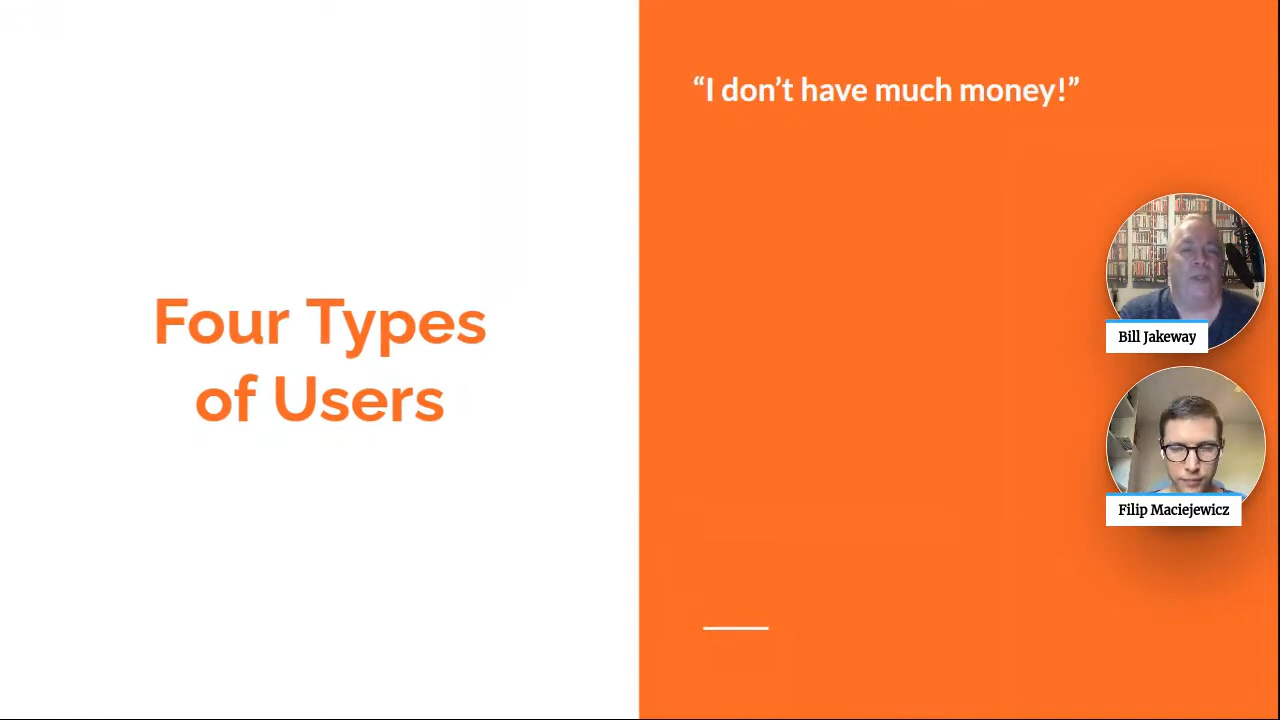 Four Types
of Users
“I don’t have much money!”
Bill Jakeway
Filip Maciejewicz